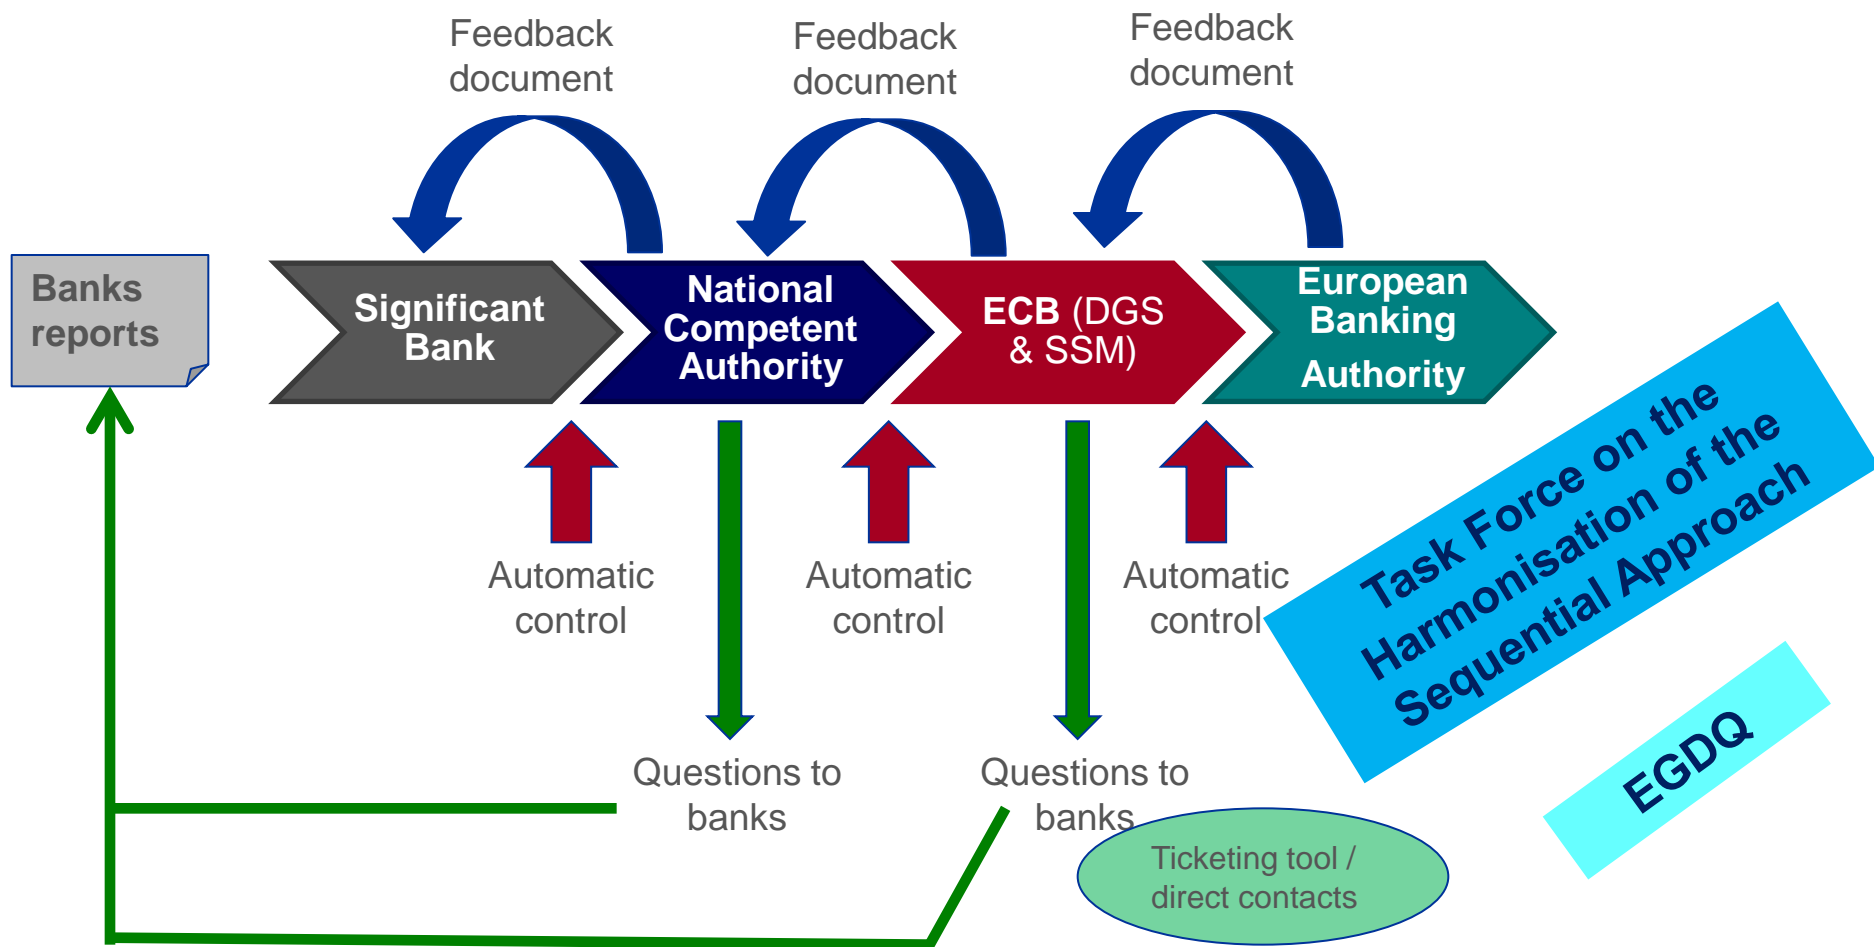 Feedback
document
Feedback
document
Feedback
document
Banks
reports
Significant
Bank
National
Competent
Authority
ECB (DGS
& SSM)
European
Banking
Authority
Automatic
control
Automatic
control
Automatic
control
Task Force on the
Harmonisation of the
Sequential Approach
EGDQ
Questions to
banks
Questions to
banks
Ticketing tool /
direct contacts